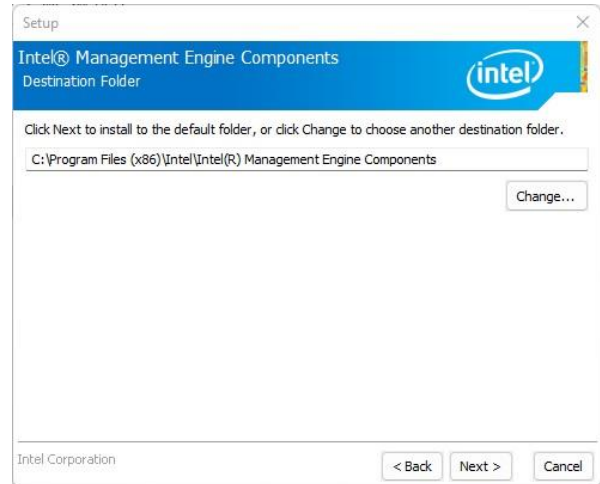 Setup
Intel® Management Engine Components
Destination Folder
intel
Click Next to install to the default folder, or click Change to choose another destination folder.
C:\Program Files (x86)\Intel\Intel(R) Management Engine Components
Change...
Intel Corporation
< Back Next > Cancel